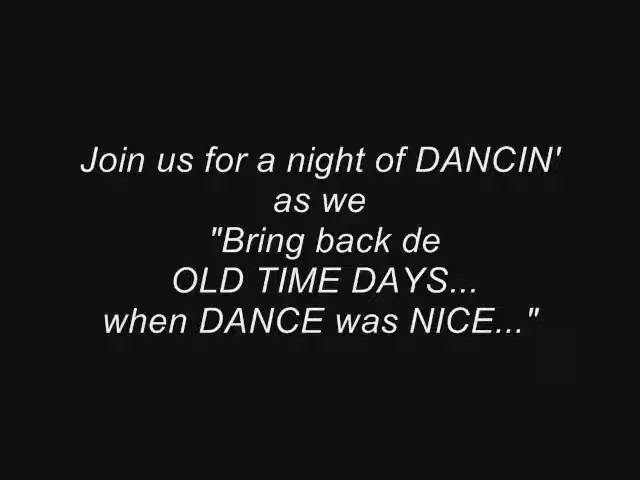 Join us for a night of DANCIN'
as we
"Bring back de
OLD TIME DAYS...
when DANCE was NICE..."